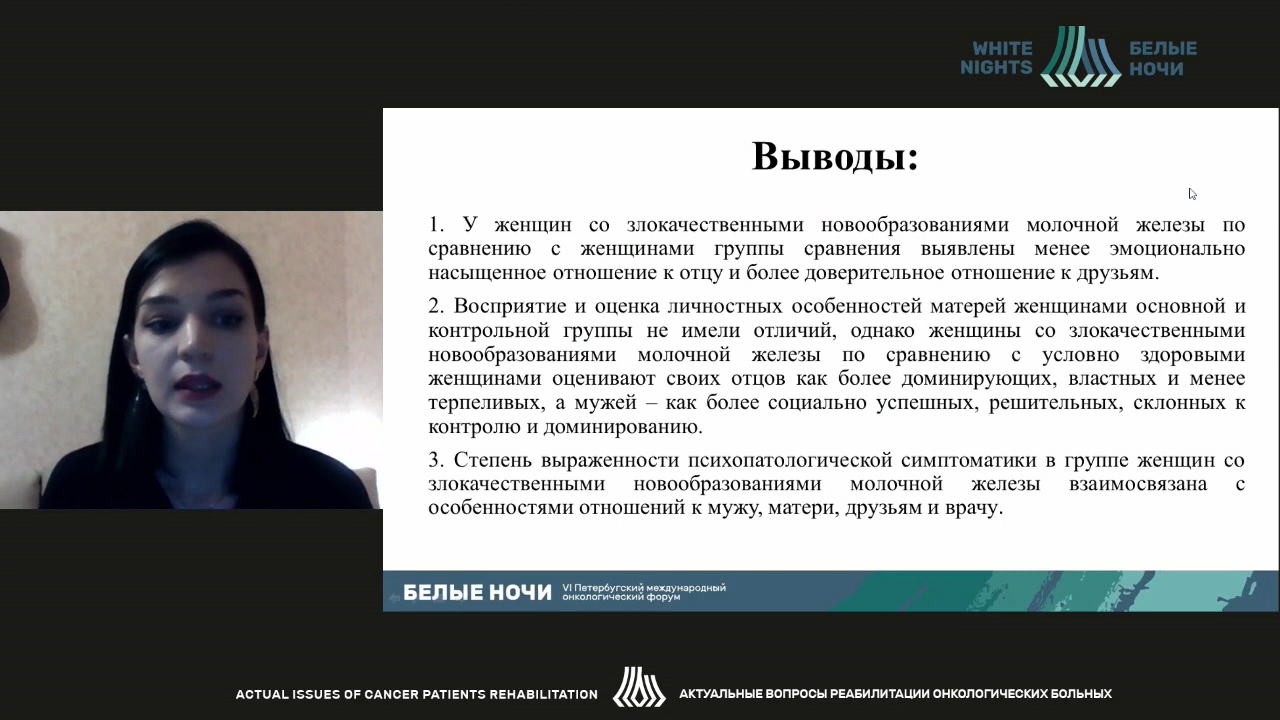 WHITE
NIGHTS
БЕЛЫЕ
НОЧИ
Выводы:
1. У женщин со злокачественными новообразованиями молочной железы по
сравнению с женщинами группы сравнения выявлены менее эмоционально
насыщенное отношение к отцу и более доверительное отношение к друзьям.
2. Восприятие и оценка личностных особенностей матерей женщинами основной и
контрольной группы не имели отличий, однако женщины со злокачественными
новообразованиями молочной железы по сравнению с условно здоровыми
женщинами оценивают своих отцов как более доминирующих, властных и менее
терпеливых, а мужей – как более социально успешных, решительных, склонных к
контролю и доминированию.
3. Степень выраженности психопатологической симптоматики в группе женщин со
злокачественными новообразованиями молочной железы взаимосвязана с
особенностями отношений к мужу, матери, друзьям и врачу.
БЕЛЫЕ НОЧИ
VI Петербугский международный
онкологический форум
ACTUAL ISSUES OF CANCER PATIENTS REHABILITATION
АКТУАЛЬНЫЕ ВОПРОСЫ РЕАБИЛИТАЦИИ ОНКОЛОГИЧЕСКИХ БОЛЬНЫХ